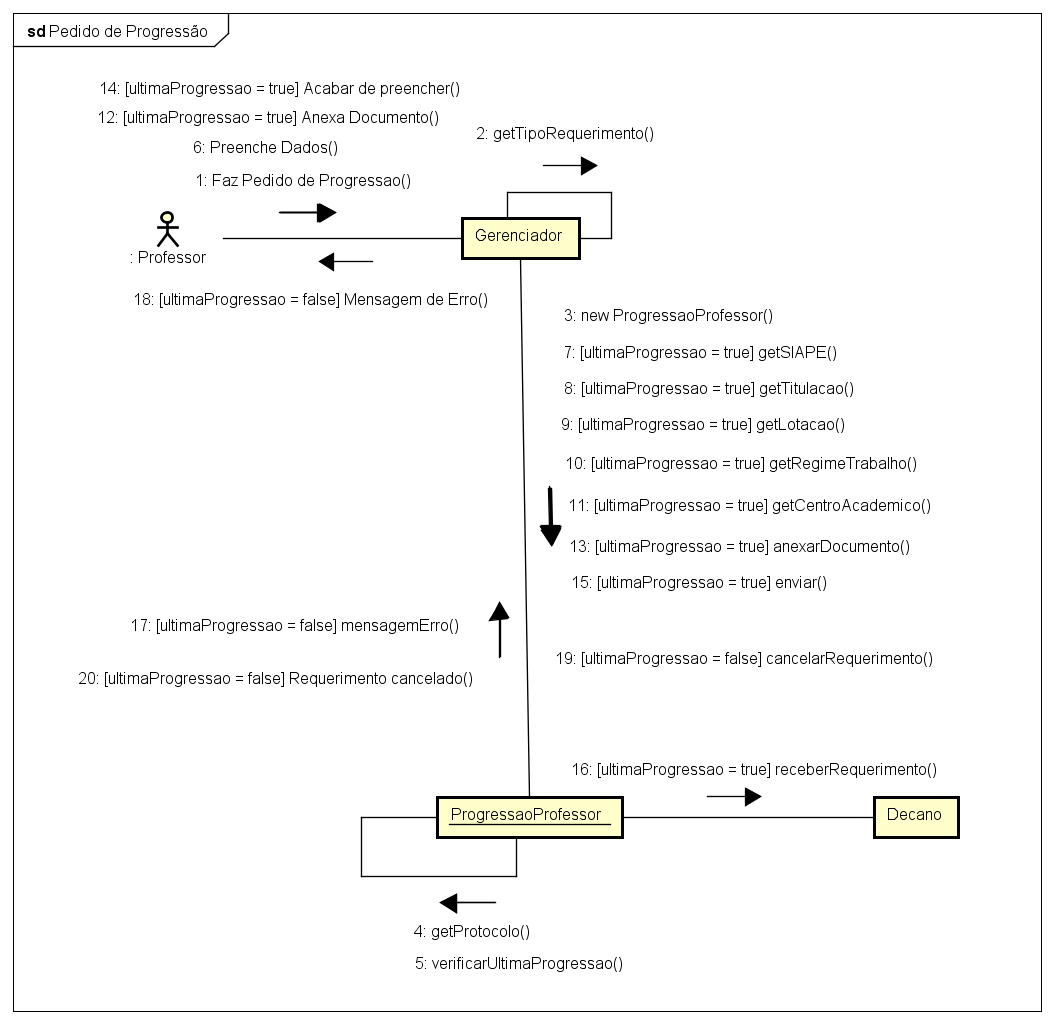 sd Pedido de Progressão
14: [ultimaProgressao = true] Acabar de preencher()
12: [ultimaProgressao = true] Anexa Documento()
2: getTipoRequerimento()
6: Preenche Dados()
1: Faz Pedido de Progressao()
Gerenciador
: Professor
18: [ultimaProgressao = false] Mensagem de Erro()
3: new ProgressaoProfessor()
7: [ultimaProgressao = true] getSIAPE()
8: [ultimaProgressao = true] getTitulacao()
9: [ultimaProgressao = true] getLotacao()
10: [ultimaProgressao = true] getRegimeTrabalho()
11: [ultimaProgressao = true] getCentroAcademico()
13: [ultimaProgressao = true] anexarDocumento()
15: [ultimaProgressao = true] enviar()
17: [ultimaProgressao = false] mensagemErro()
19: [ultimaProgressao = false] cancelarRequerimento()
20: [ultimaProgressao = false] Requerimento cancelado()
16: [ultimaProgressao = true] receberRequerimento()
ProgressaoProfessor
Decano
4: getProtocolo()
5: verificarUltimaProgressao()